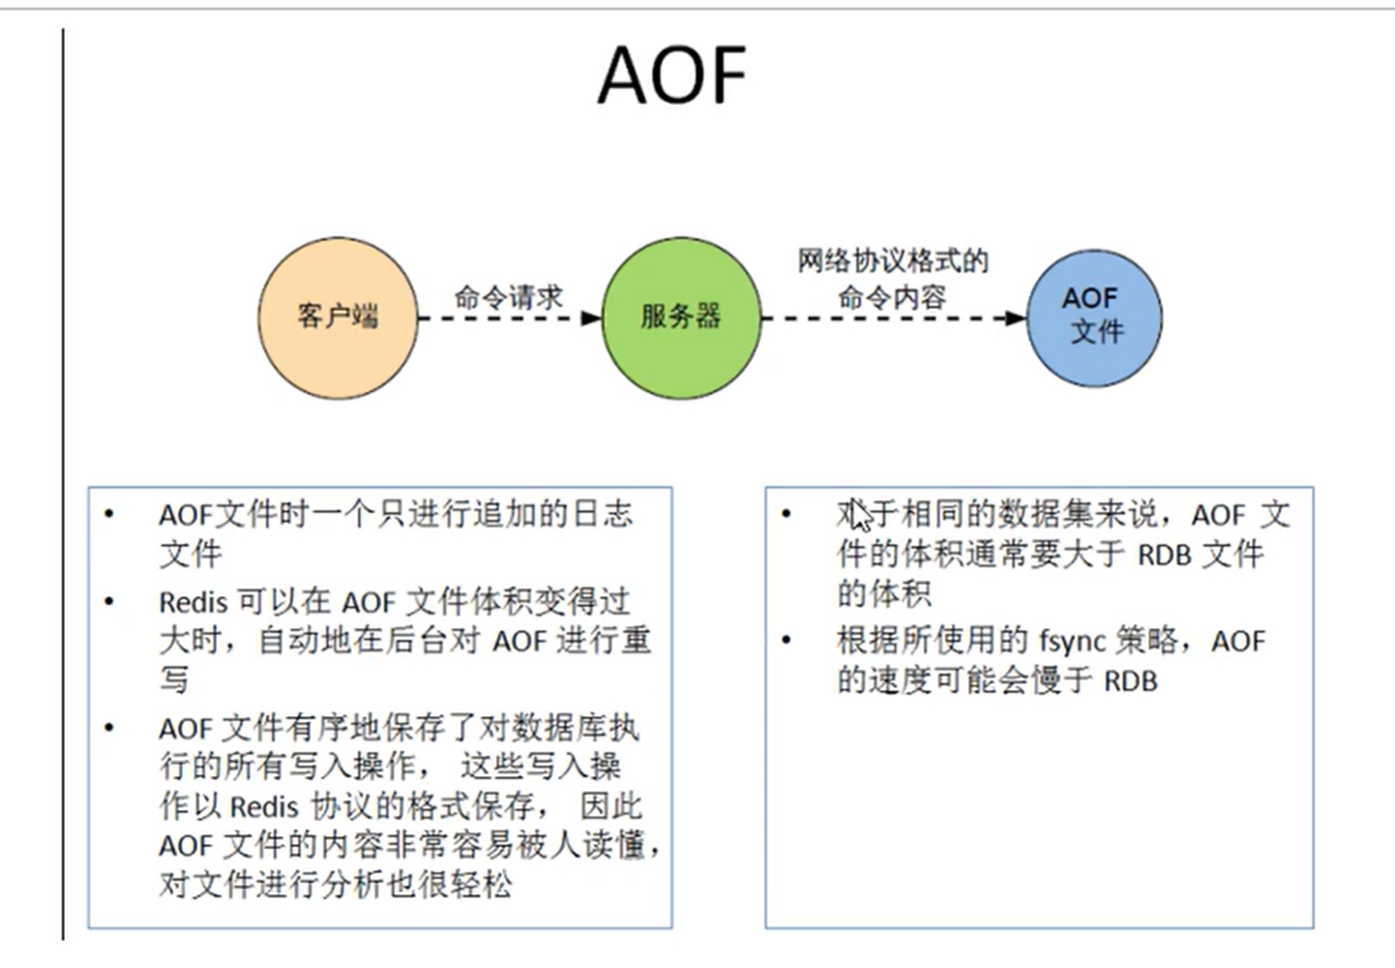 AOF
客户端
命令请求
服务器
网络协议格式的
命令内容
AOF
文件
• AOF文件时一个只进行追加的日志
文件
• Redis 可以在 AOF 文件体积变得过
大时，自动地在后台对 AOF 进行重
写
• AOF 文件有序地保存了对数据库执
行的所有写入操作， 这些写入操
作以 Redis 协议的格式保存， 因此
AOF 文件的内容非常容易被人读懂，
对文件进行分析也很轻松
• 对于相同的数据集来说，AOF 文
件的体积通常要大于 RDB 文件
的体积
• 根据所使用的 fsync 策略，AOF
的速度可能会慢于 RDB